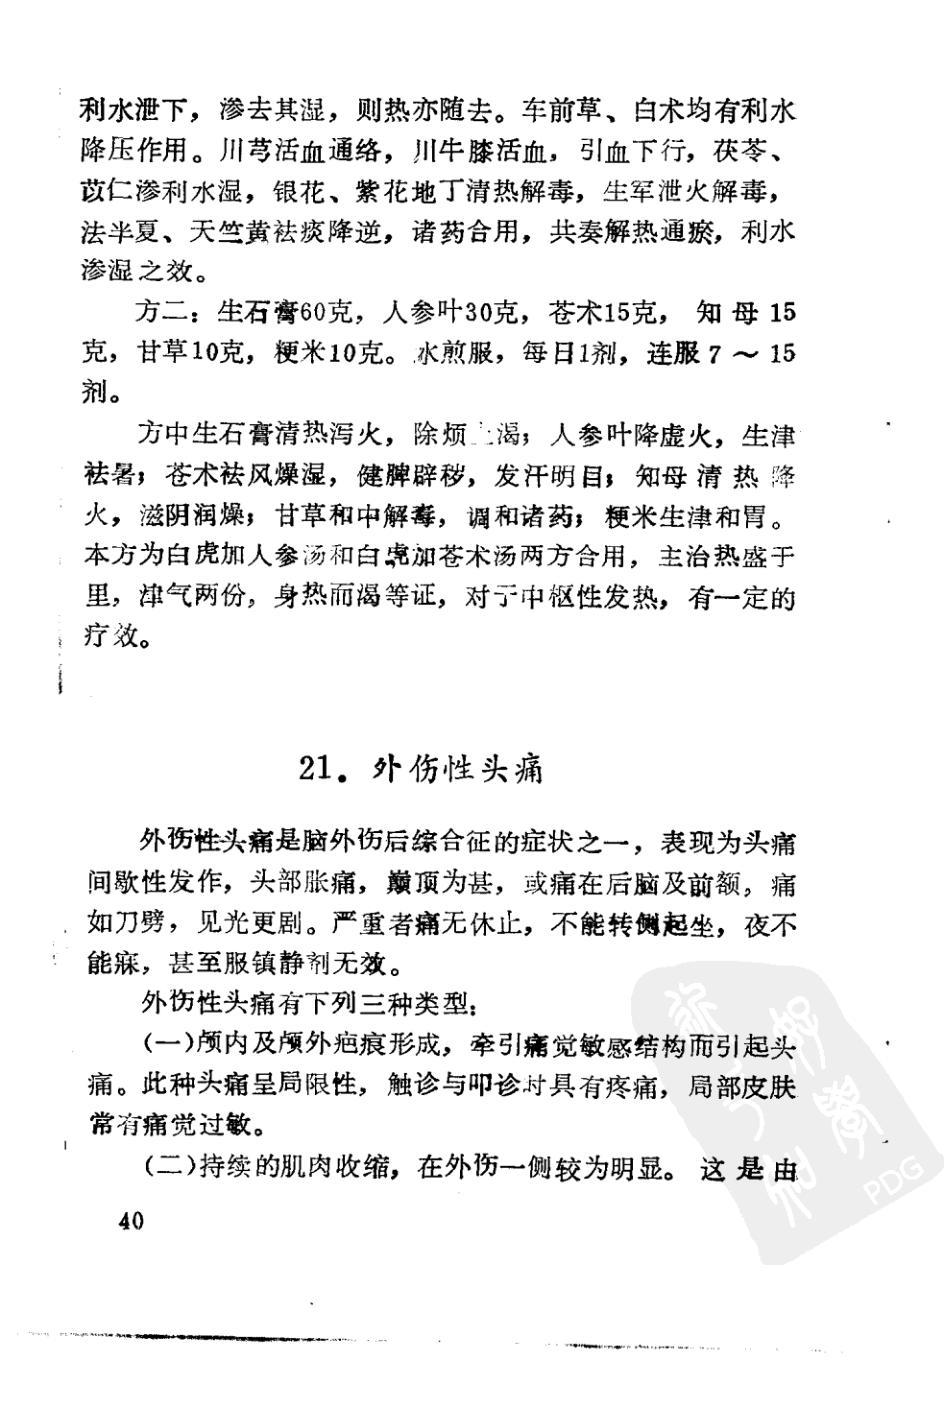 利水泄下，渗去其湿，则热亦随去。车前草、白术均有利水
降压作用。川芎活血通络，川牛膝活血，引血下行，茯苓、
苡仁渗利水湿，银花、紫花地丁清热解毒，生军泄火解毒，
法半夏、天竺黄祛痰降逆，诸药合用，共奏解热通瘀，利水
渗湿之效。
方二：生石膏60克，人参叶30克，苍术15克，知母15
克，甘草10克，粳米10克。水煎服，每日1剂，连服7～15
剂。
方中生石膏清热泻火，除烦止渴；人参叶降虚火，生津
祛暑；苍术祛风燥湿，健脾辟秽，发汗明目；知母清热降
火，滋阴润燥；甘草和中解毒，调和诸药；粳米生津和胃。
本方为白虎加人参汤和白虎加苍术汤两方合用，主治热盛于
里，津气两份，身热而渴等证，对于中枢性发热，有一定的
疗效。
21．外伤性头痛
外伤性头痛是脑外伤后综合征的症状之一，表现为头痛
间歇性发作，头部胀痛，巅顶为甚，或痛在后脑及前额，痛
如刀劈，见光更剧。严重者痛无休止，不能转侧起坐，夜不
能寐，甚至服镇静剂无效。
外伤性头痛有下列三种类型：
(一)颅内及颅外疤痕形成，牵引痛觉敏感结构而引起头
痛。此种头痛呈局限性，触诊与叩诊时具有疼痛，局部皮肤
常有痛觉过敏。
(二)持续的肌肉收缩，在外伤一侧较为明显。这是由
40
PDG